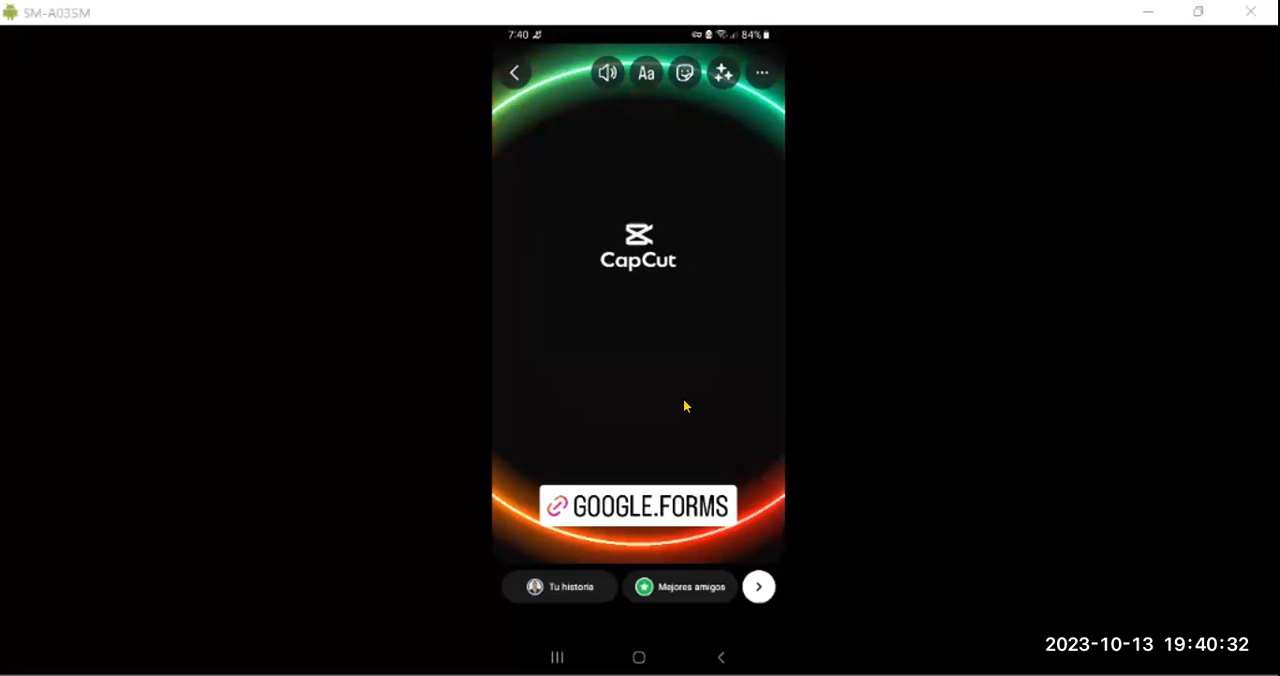 SM-A035M
7:40
84%
Aa
CapCut
GOOGLE.FORMS
Tu historia
Mejores amigos
2023-10-13 19:40:32